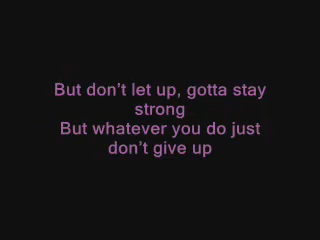 But don't let up, gotta stay
strong
But whatever you do just
don't give up